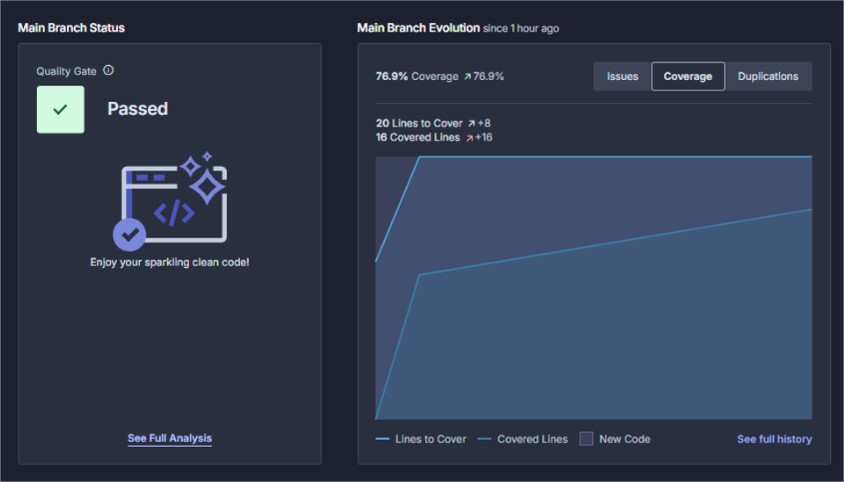 Main Branch Status
Main Branch Evolution since 1 hour ago
Quality Gate
Passed
</>
Enjoy your sparkling clean code!
See Full Analysis
76.9% Coverage ↗ 76.9%
Issues
Coverage
Duplications
20 Lines to Cover ↗ +8
16 Covered Lines ↗ +16
Lines to Cover
Covered Lines
New Code
See full history